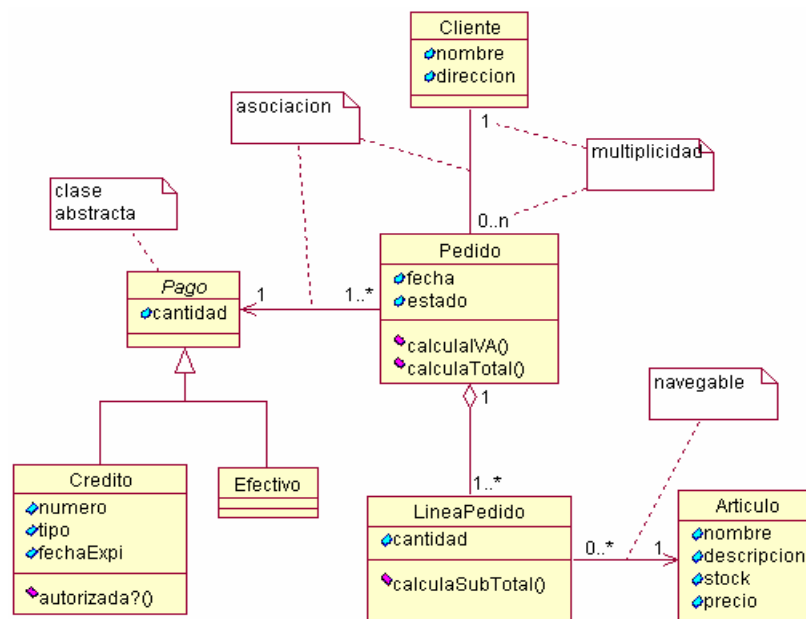 Cliente
nombre
direccion
asociacion
1
multiplicidad
clase
abstracta
0..n
Pedido
fecha
estado
calculaIVA()
calculaTotal()
Pago
cantidad
1
1..*
1
navegable
Credito
numero
tipo
fechaExpi
autorizada?()
Efectivo
1..*
LineaPedido
cantidad
calculaSubTotal()
0..*
1
Articulo
nombre
descripcion
stock
precio